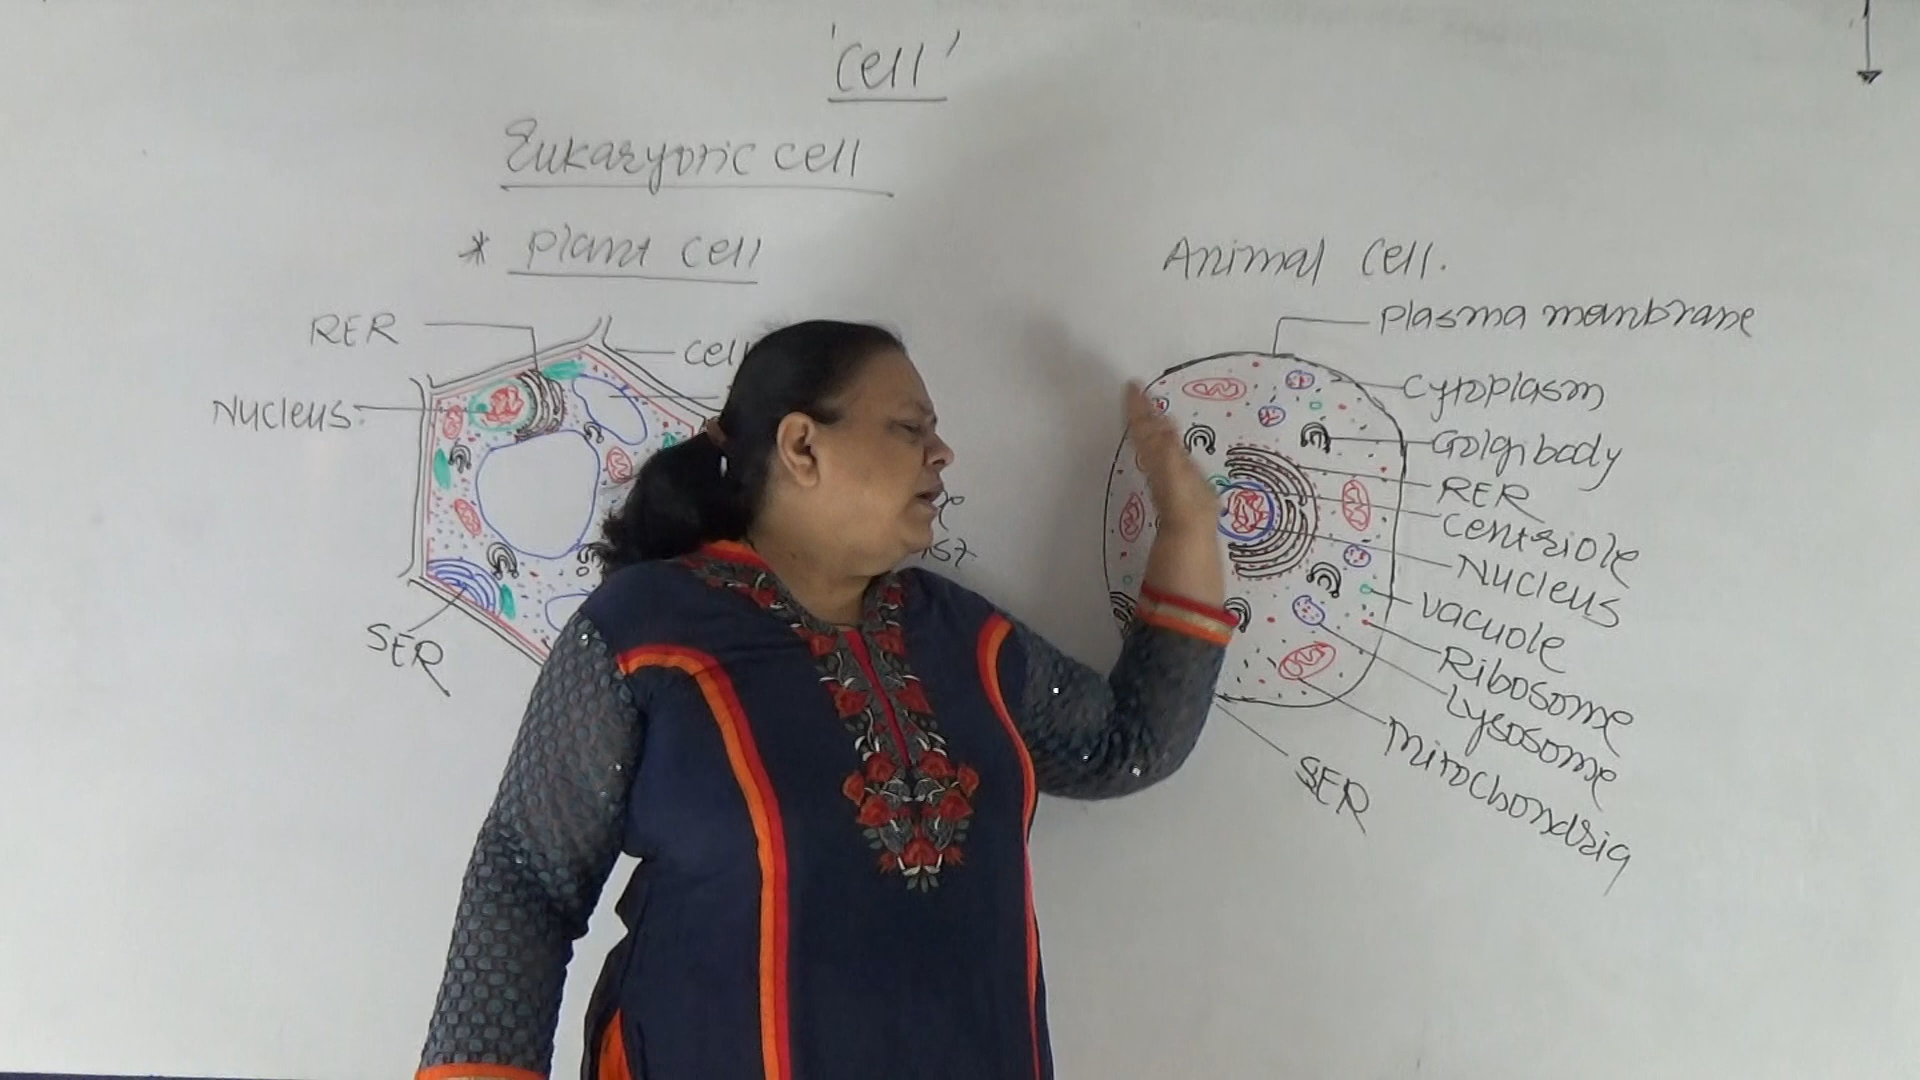 'Cell'
Eukaryotic cell
* Plant cell
RER
Nucleus.
SER
Animal Cell.
Plasma manbrane
Cytoplasm
Golgi body
RER
Centriole
Nucleus
Vacuole
Ribosome
Lysosome
Mitochondria
SER